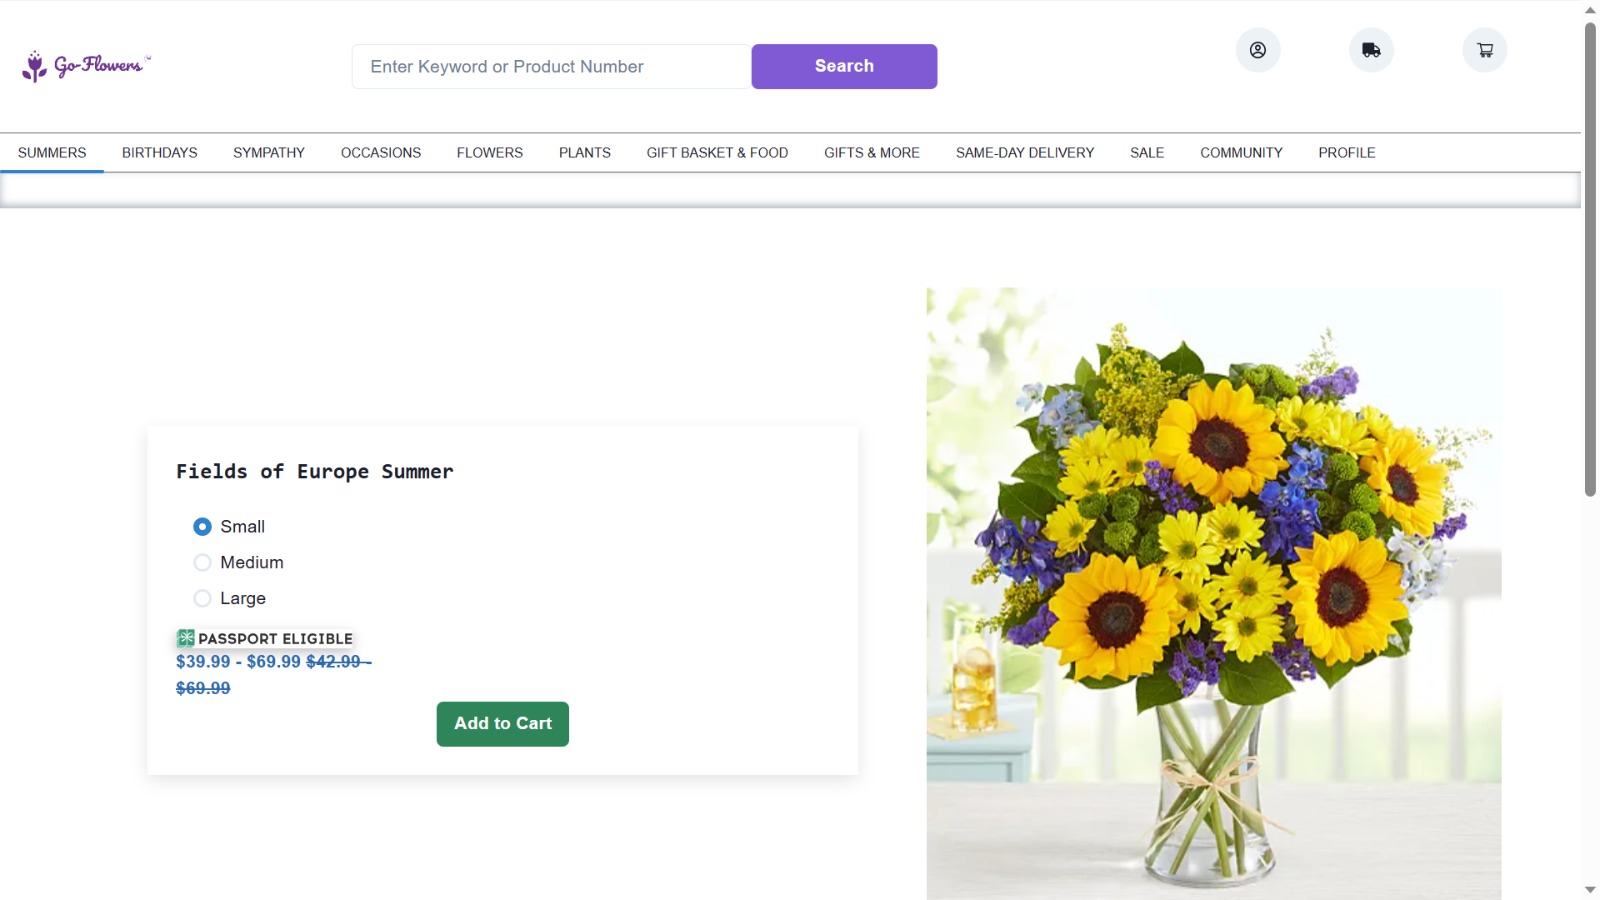 Go-Flowers
Enter Keyword or Product Number
Search
SUMMERS BIRTHDAYS SYMPATHY OCCASIONS FLOWERS PLANTS GIFT BASKET & FOOD GIFTS & MORE SAME-DAY DELIVERY SALE COMMUNITY PROFILE
Fields of Europe Summer
Small
Medium
Large
PASSPORT ELIGIBLE
$39.99 - $69.99 $42.99 -
$69.99
Add to Cart